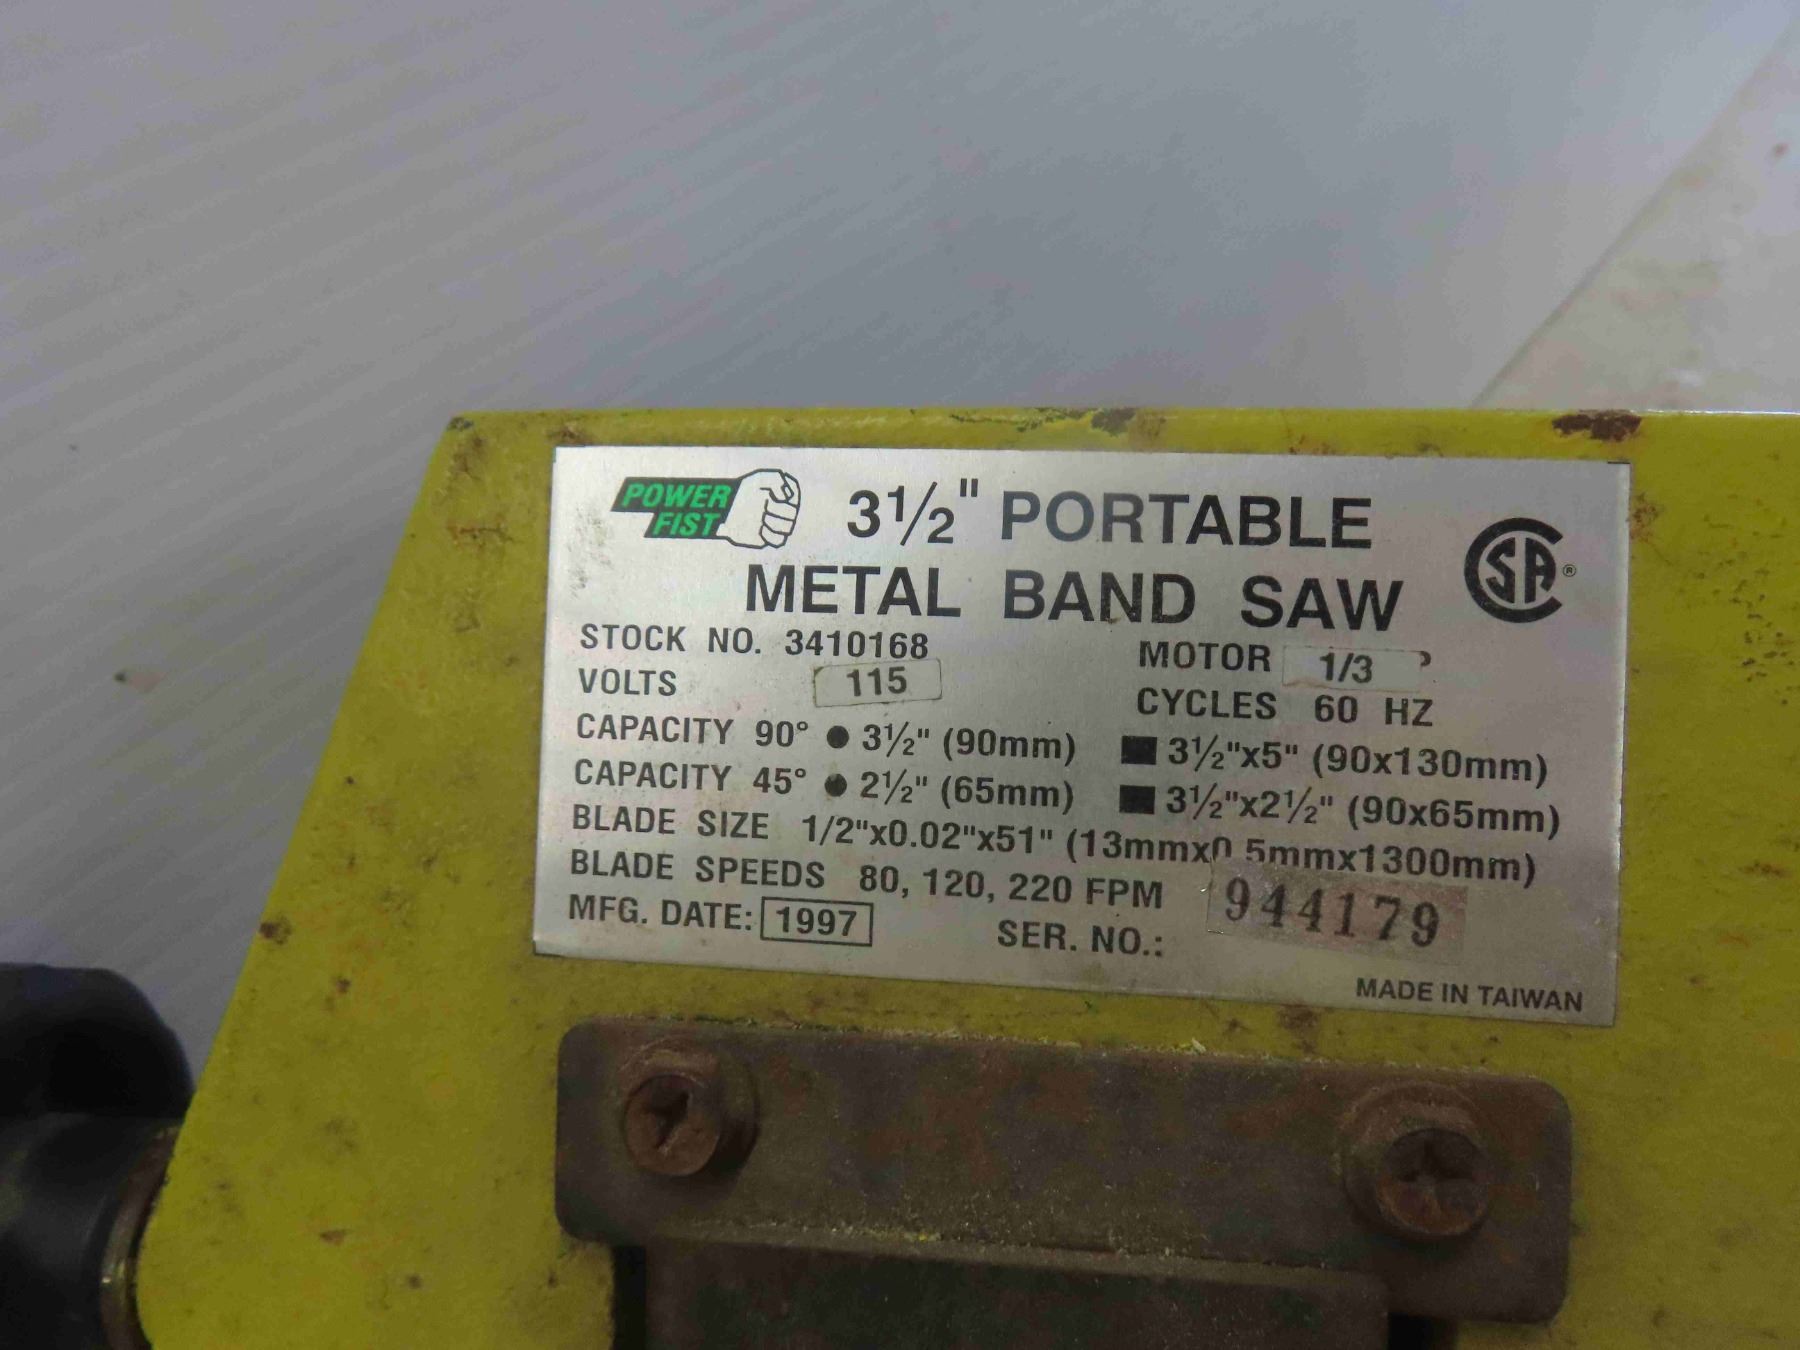 POWER FIST
3½" PORTABLE
METAL BAND SAW
CSA ®
STOCK NO. 3410168
MOTOR 1/3
VOLTS 115
CYCLES 60 HZ
CAPACITY 90° ● 3½" (90mm) ■ 3½"x5" (90x130mm)
CAPACITY 45° ● 2½" (65mm) ■ 3½"x2½" (90x65mm)
BLADE SIZE 1/2"x0.02"x51" (13mmx0.5mmx1300mm)
BLADE SPEEDS 80, 120, 220 FPM
MFG. DATE: 1997 SER. NO.: 944179
MADE IN TAIWAN